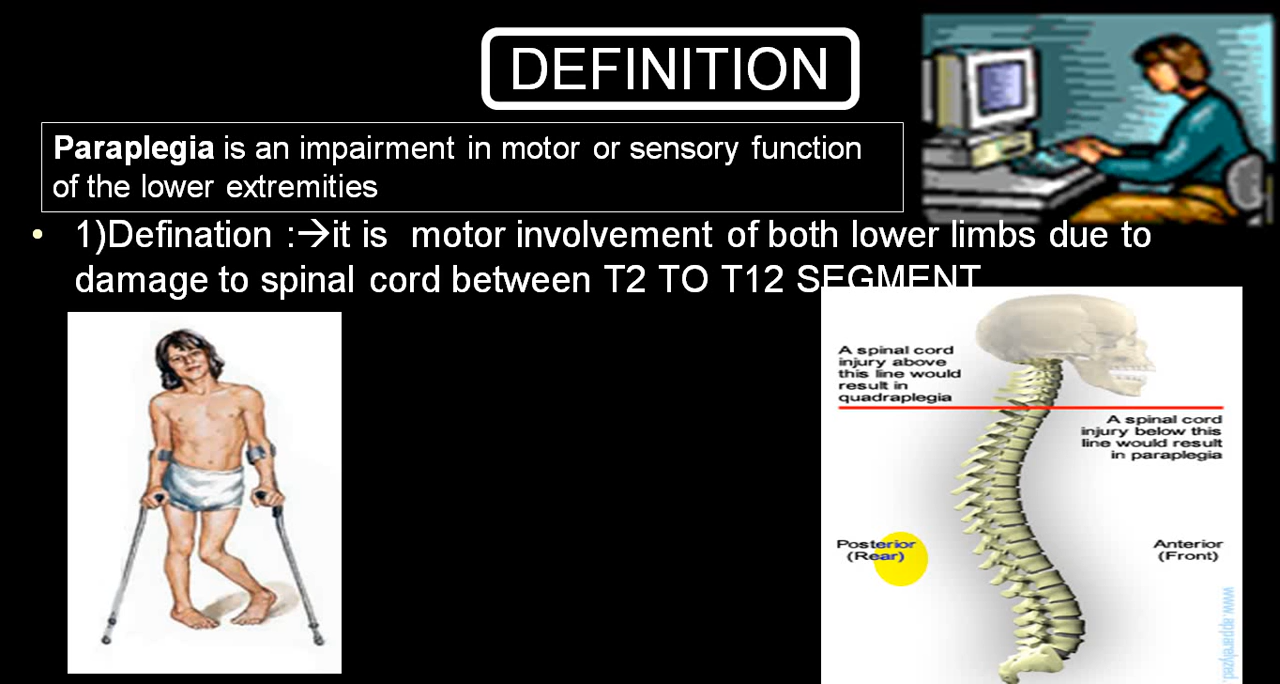 DEFINITION
Paraplegia is an impairment in motor or sensory function
of the lower extremities
• 1)Defination :→it is motor involvement of both lower limbs due to
damage to spinal cord between T2 TO T12 SEGMENT
A spinal cord
injury above
this line would
result in
quadraplegia
A spinal cord
injury below this
line would result
in paraplegia
Posterior
(Rear)
Anterior
(Front)
www.apparelyzed.